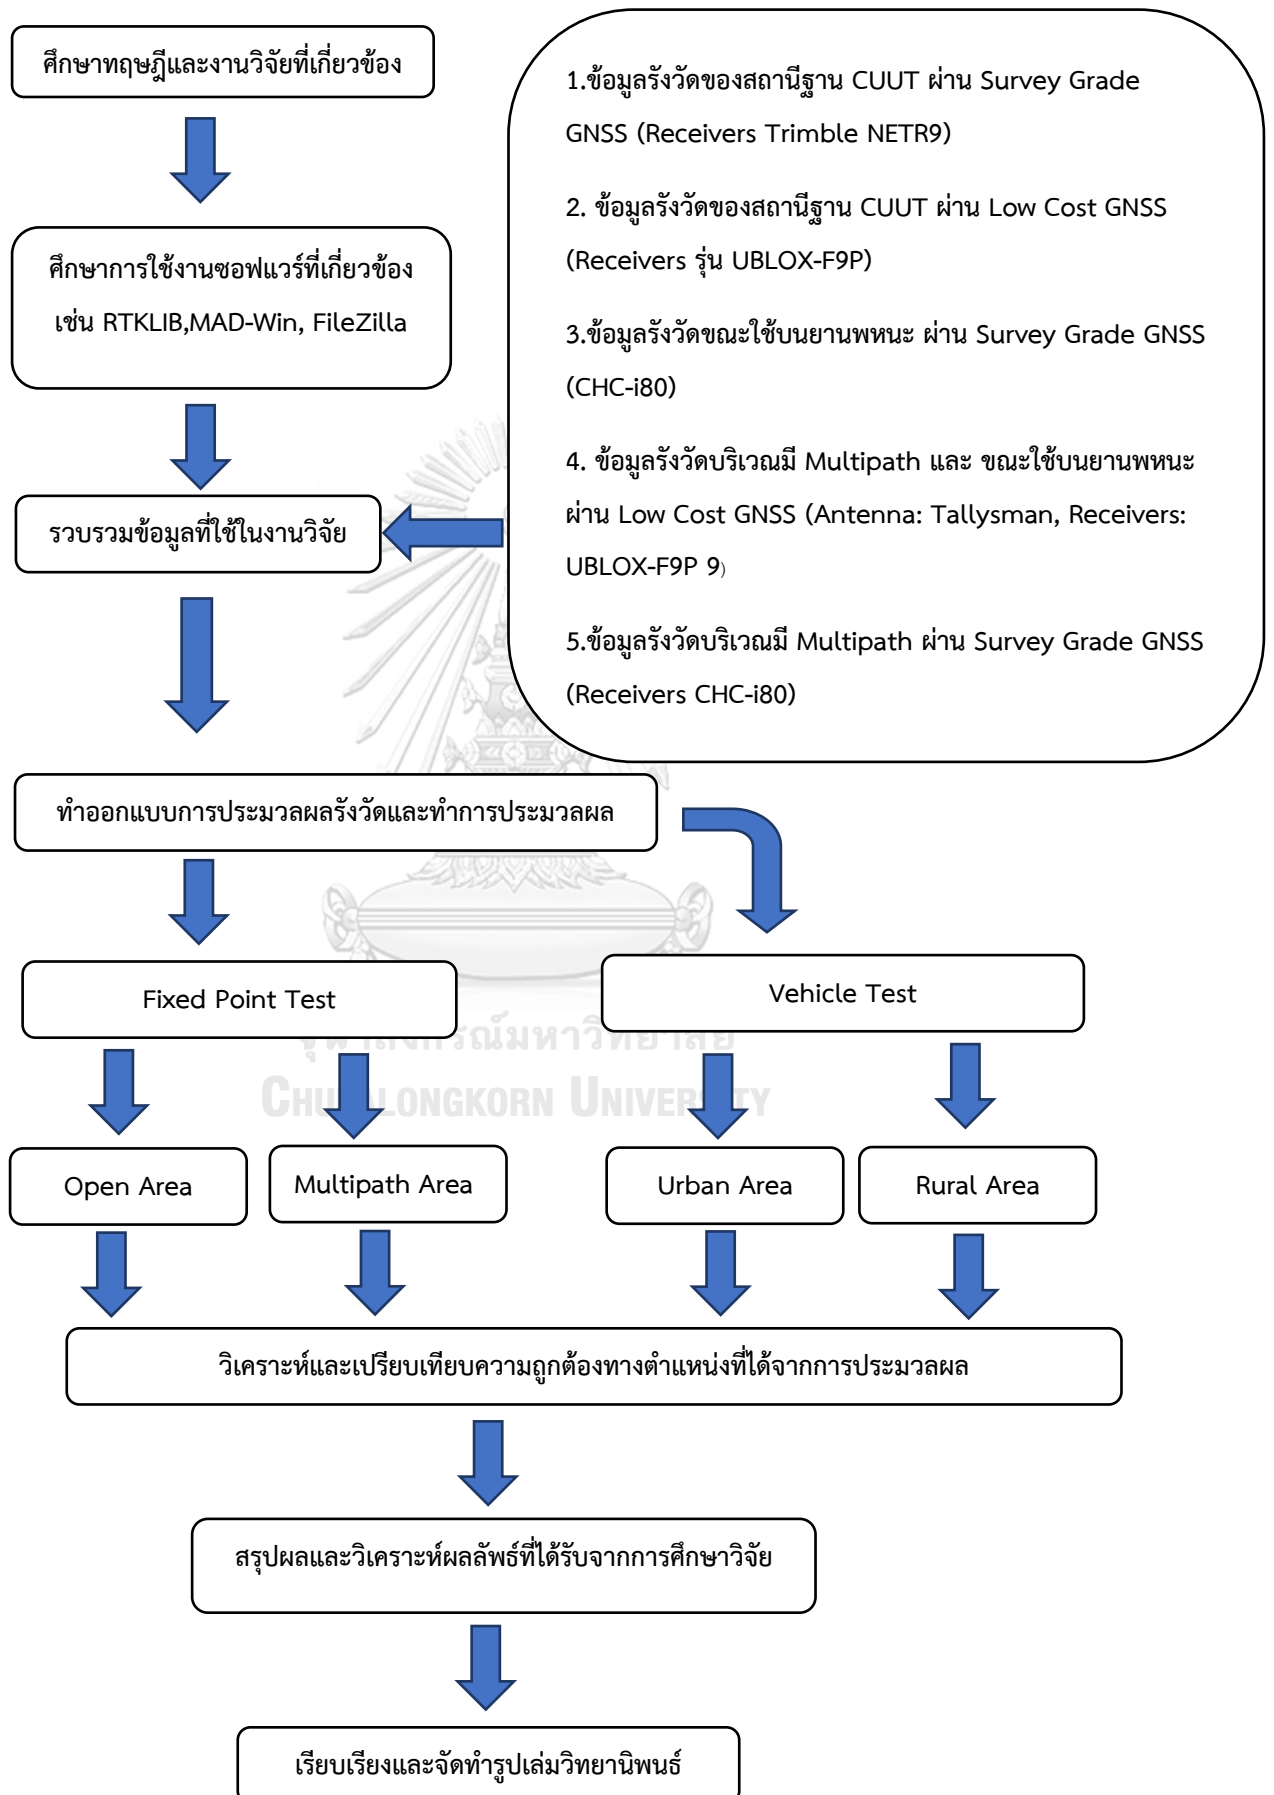 ศึกษาทฤษฎีและงานวิจัยที่เกี่ยวข้อง
ศึกษาการใช้งานซอฟแวร์ที่เกี่ยวข้อง
เช่น RTKLIB,MAD-Win, FileZilla
รวบรวมข้อมูลที่ใช้ในงานวิจัย
1.ข้อมูลรังวัดของสถานีฐาน CUUT ผ่าน Survey Grade
GNSS (Receivers Trimble NETR9)
2. ข้อมูลรังวัดของสถานีฐาน CUUT ผ่าน Low Cost GNSS
(Receivers รุ่น UBLOX-F9P)
3.ข้อมูลรังวัดขณะใช้บนยานพหนะ ผ่าน Survey Grade GNSS
(CHC-i80)
4. ข้อมูลรังวัดบริเวณมี Multipath และ ขณะใช้บนยานพหนะ
ผ่าน Low Cost GNSS (Antenna: Tallysman, Receivers:
UBLOX-F9P 9)
5.ข้อมูลรังวัดบริเวณมี Multipath ผ่าน Survey Grade GNSS
(Receivers CHC-i80)
ทำออกแบบการประมวลผลรังวัดและทำการประมวลผล
Fixed Point Test
Vehicle Test
จุฬาลงกรณ์มหาวิทยาลัย
CHULALONGKORN UNIVERSITY
Open Area
Multipath Area
Urban Area
Rural Area
วิเคราะห์และเปรียบเทียบความถูกต้องทางตำแหน่งที่ได้จากการประมวลผล
สรุปผลและวิเคราะห์ผลลัพธ์ที่ได้รับจากการศึกษาวิจัย
เรียบเรียงและจัดทำรูปเล่มวิทยานิพนธ์